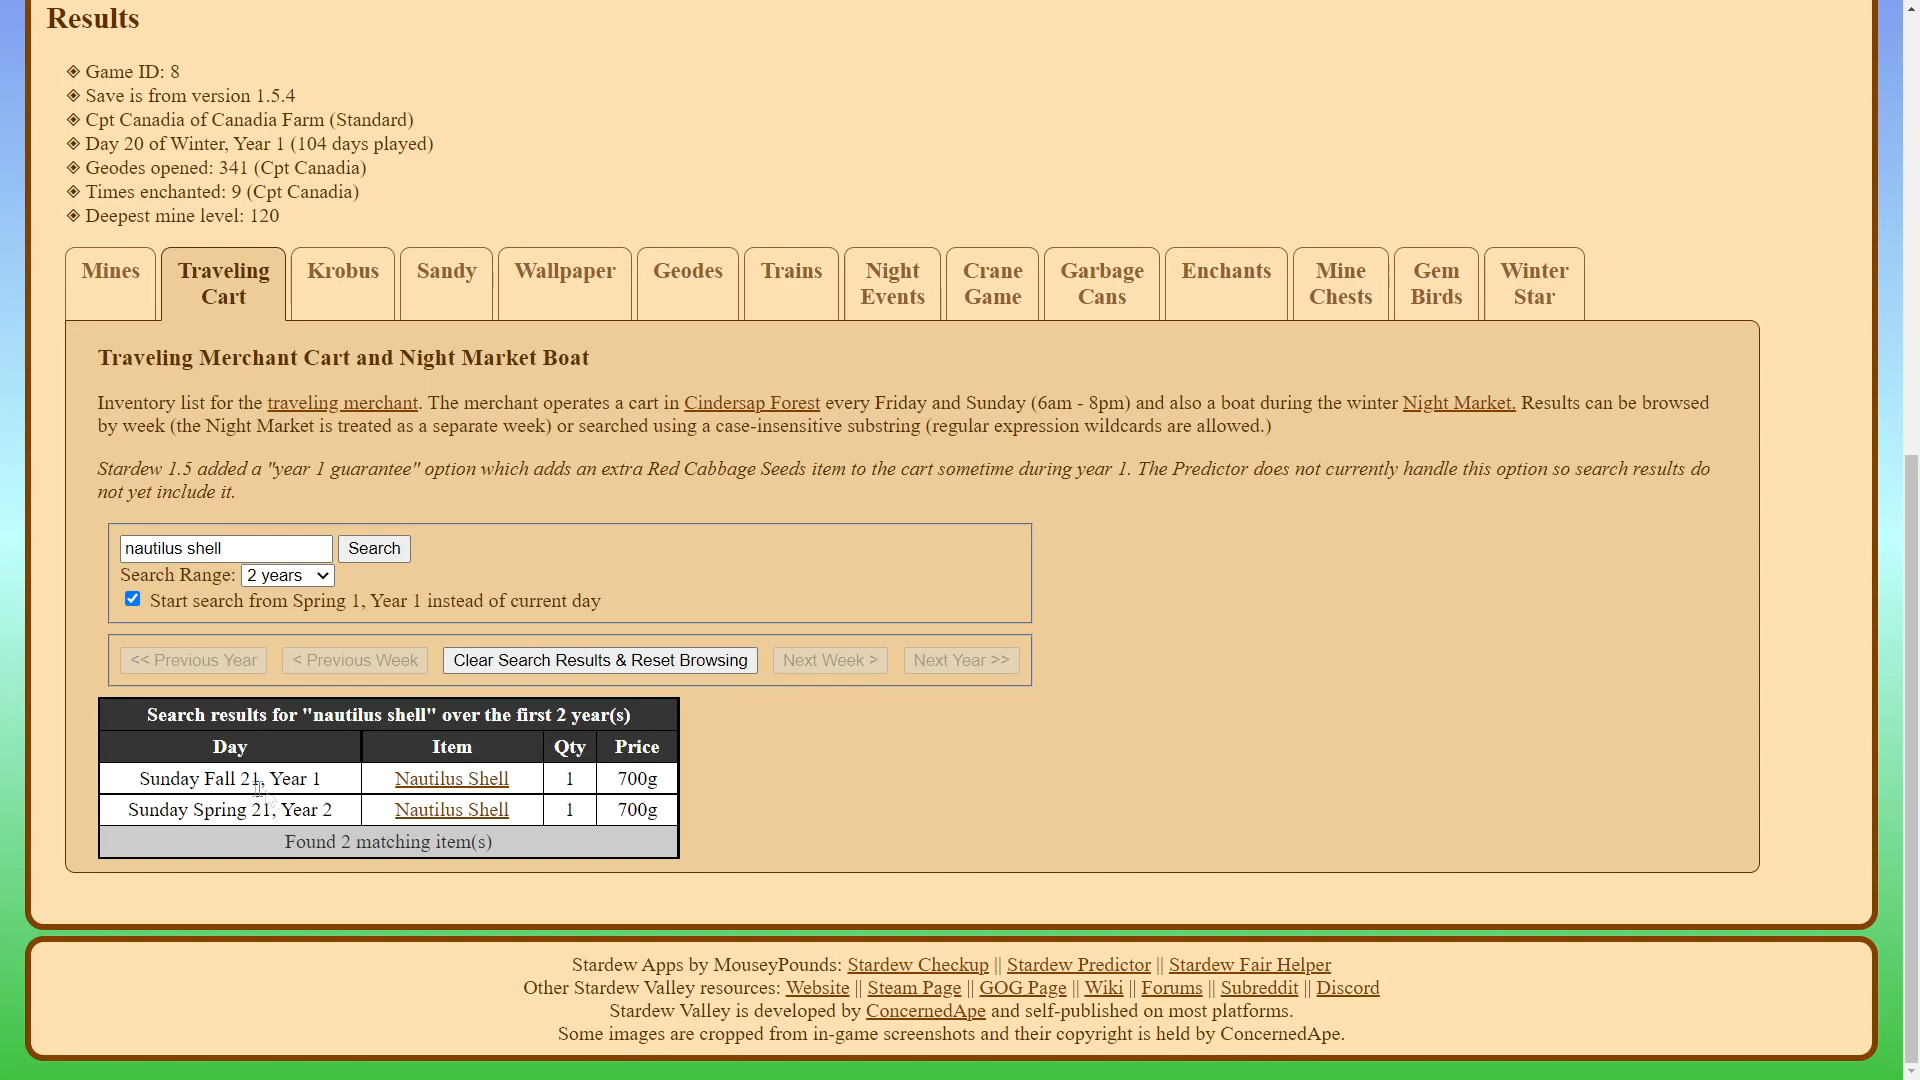 Results
◈ Game ID: 8
◈ Save is from version 1.5.4
◈ Cpt Canadia of Canadia Farm (Standard)
◈ Day 20 of Winter, Year 1 (104 days played)
◈ Geodes opened: 341 (Cpt Canadia)
◈ Times enchanted: 9 (Cpt Canadia)
◈ Deepest mine level: 120
Mines
Traveling
Cart
Krobus
Sandy
Wallpaper
Geodes
Trains
Night
Events
Crane
Game
Garbage
Cans
Enchants
Mine
Chests
Gem
Birds
Winter
Star
Traveling Merchant Cart and Night Market Boat
Inventory list for the traveling merchant. The merchant operates a cart in Cindersap Forest every Friday and Sunday (6am - 8pm) and also a boat during the winter Night Market. Results can be browsed
by week (the Night Market is treated as a separate week) or searched using a case-insensitive substring (regular expression wildcards are allowed.)
Stardew 1.5 added a "year 1 guarantee" option which adds an extra Red Cabbage Seeds item to the cart sometime during year 1. The Predictor does not currently handle this option so search results do
not yet include it.
nautilus shell Search
Search Range: 2 years
Start search from Spring 1, Year 1 instead of current day
<< Previous Year < Previous Week Clear Search Results & Reset Browsing Next Week > Next Year >>
Search results for "nautilus shell" over the first 2 year(s)
Day Item Qty Price
Sunday Fall 21, Year 1 Nautilus Shell 1 700g
Sunday Spring 21, Year 2 Nautilus Shell 1 700g
Found 2 matching item(s)
Stardew Apps by MouseyPounds: Stardew Checkup || Stardew Predictor || Stardew Fair Helper
Other Stardew Valley resources: Website || Steam Page || GOG Page || Wiki || Forums || Subreddit || Discord
Stardew Valley is developed by ConcernedApe and self-published on most platforms.
Some images are cropped from in-game screenshots and their copyright is held by ConcernedApe.